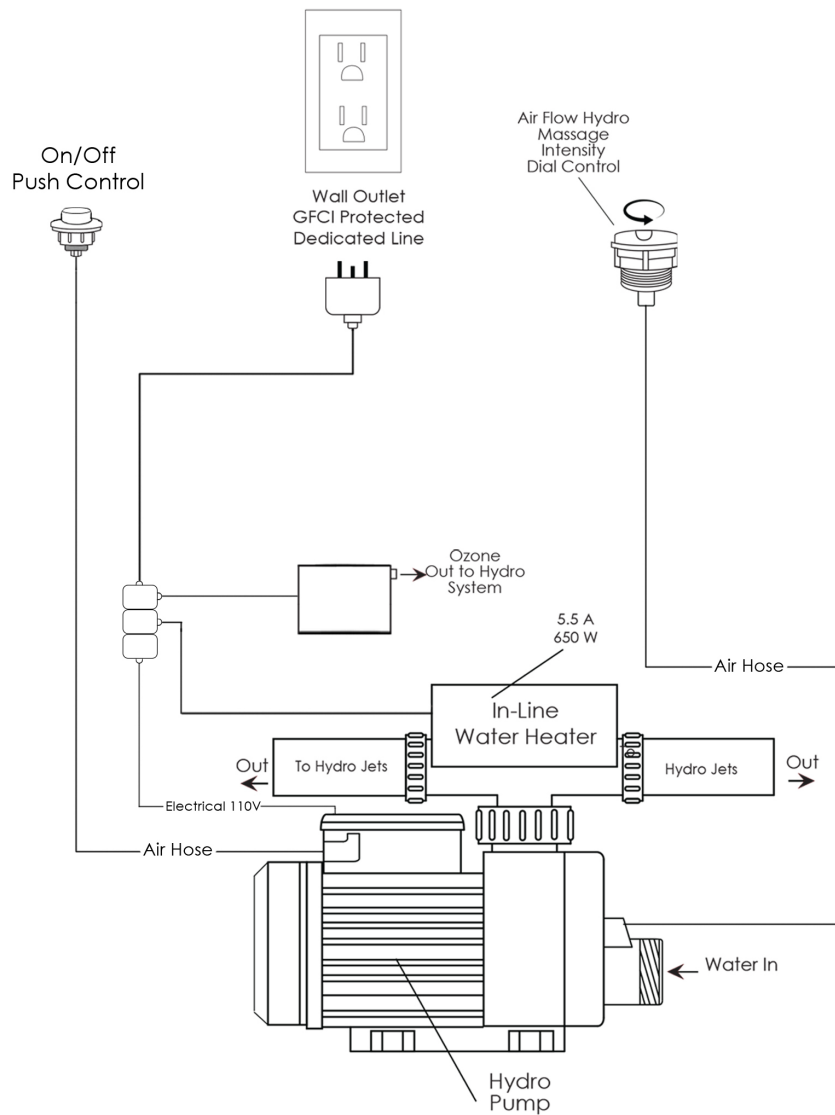 On/Off
Push Control
Wall Outlet
GFCI Protected
Dedicated Line
Air Flow Hydro
Massage
Intensity
Dial Control
Ozone
Out to Hydro
System
5.5 A
650 W
Air Hose
In-Line
Water Heater
Out
To Hydro Jets
Hydro Jets
Out
Electrical 110V
Air Hose
Water In
Hydro
Pump